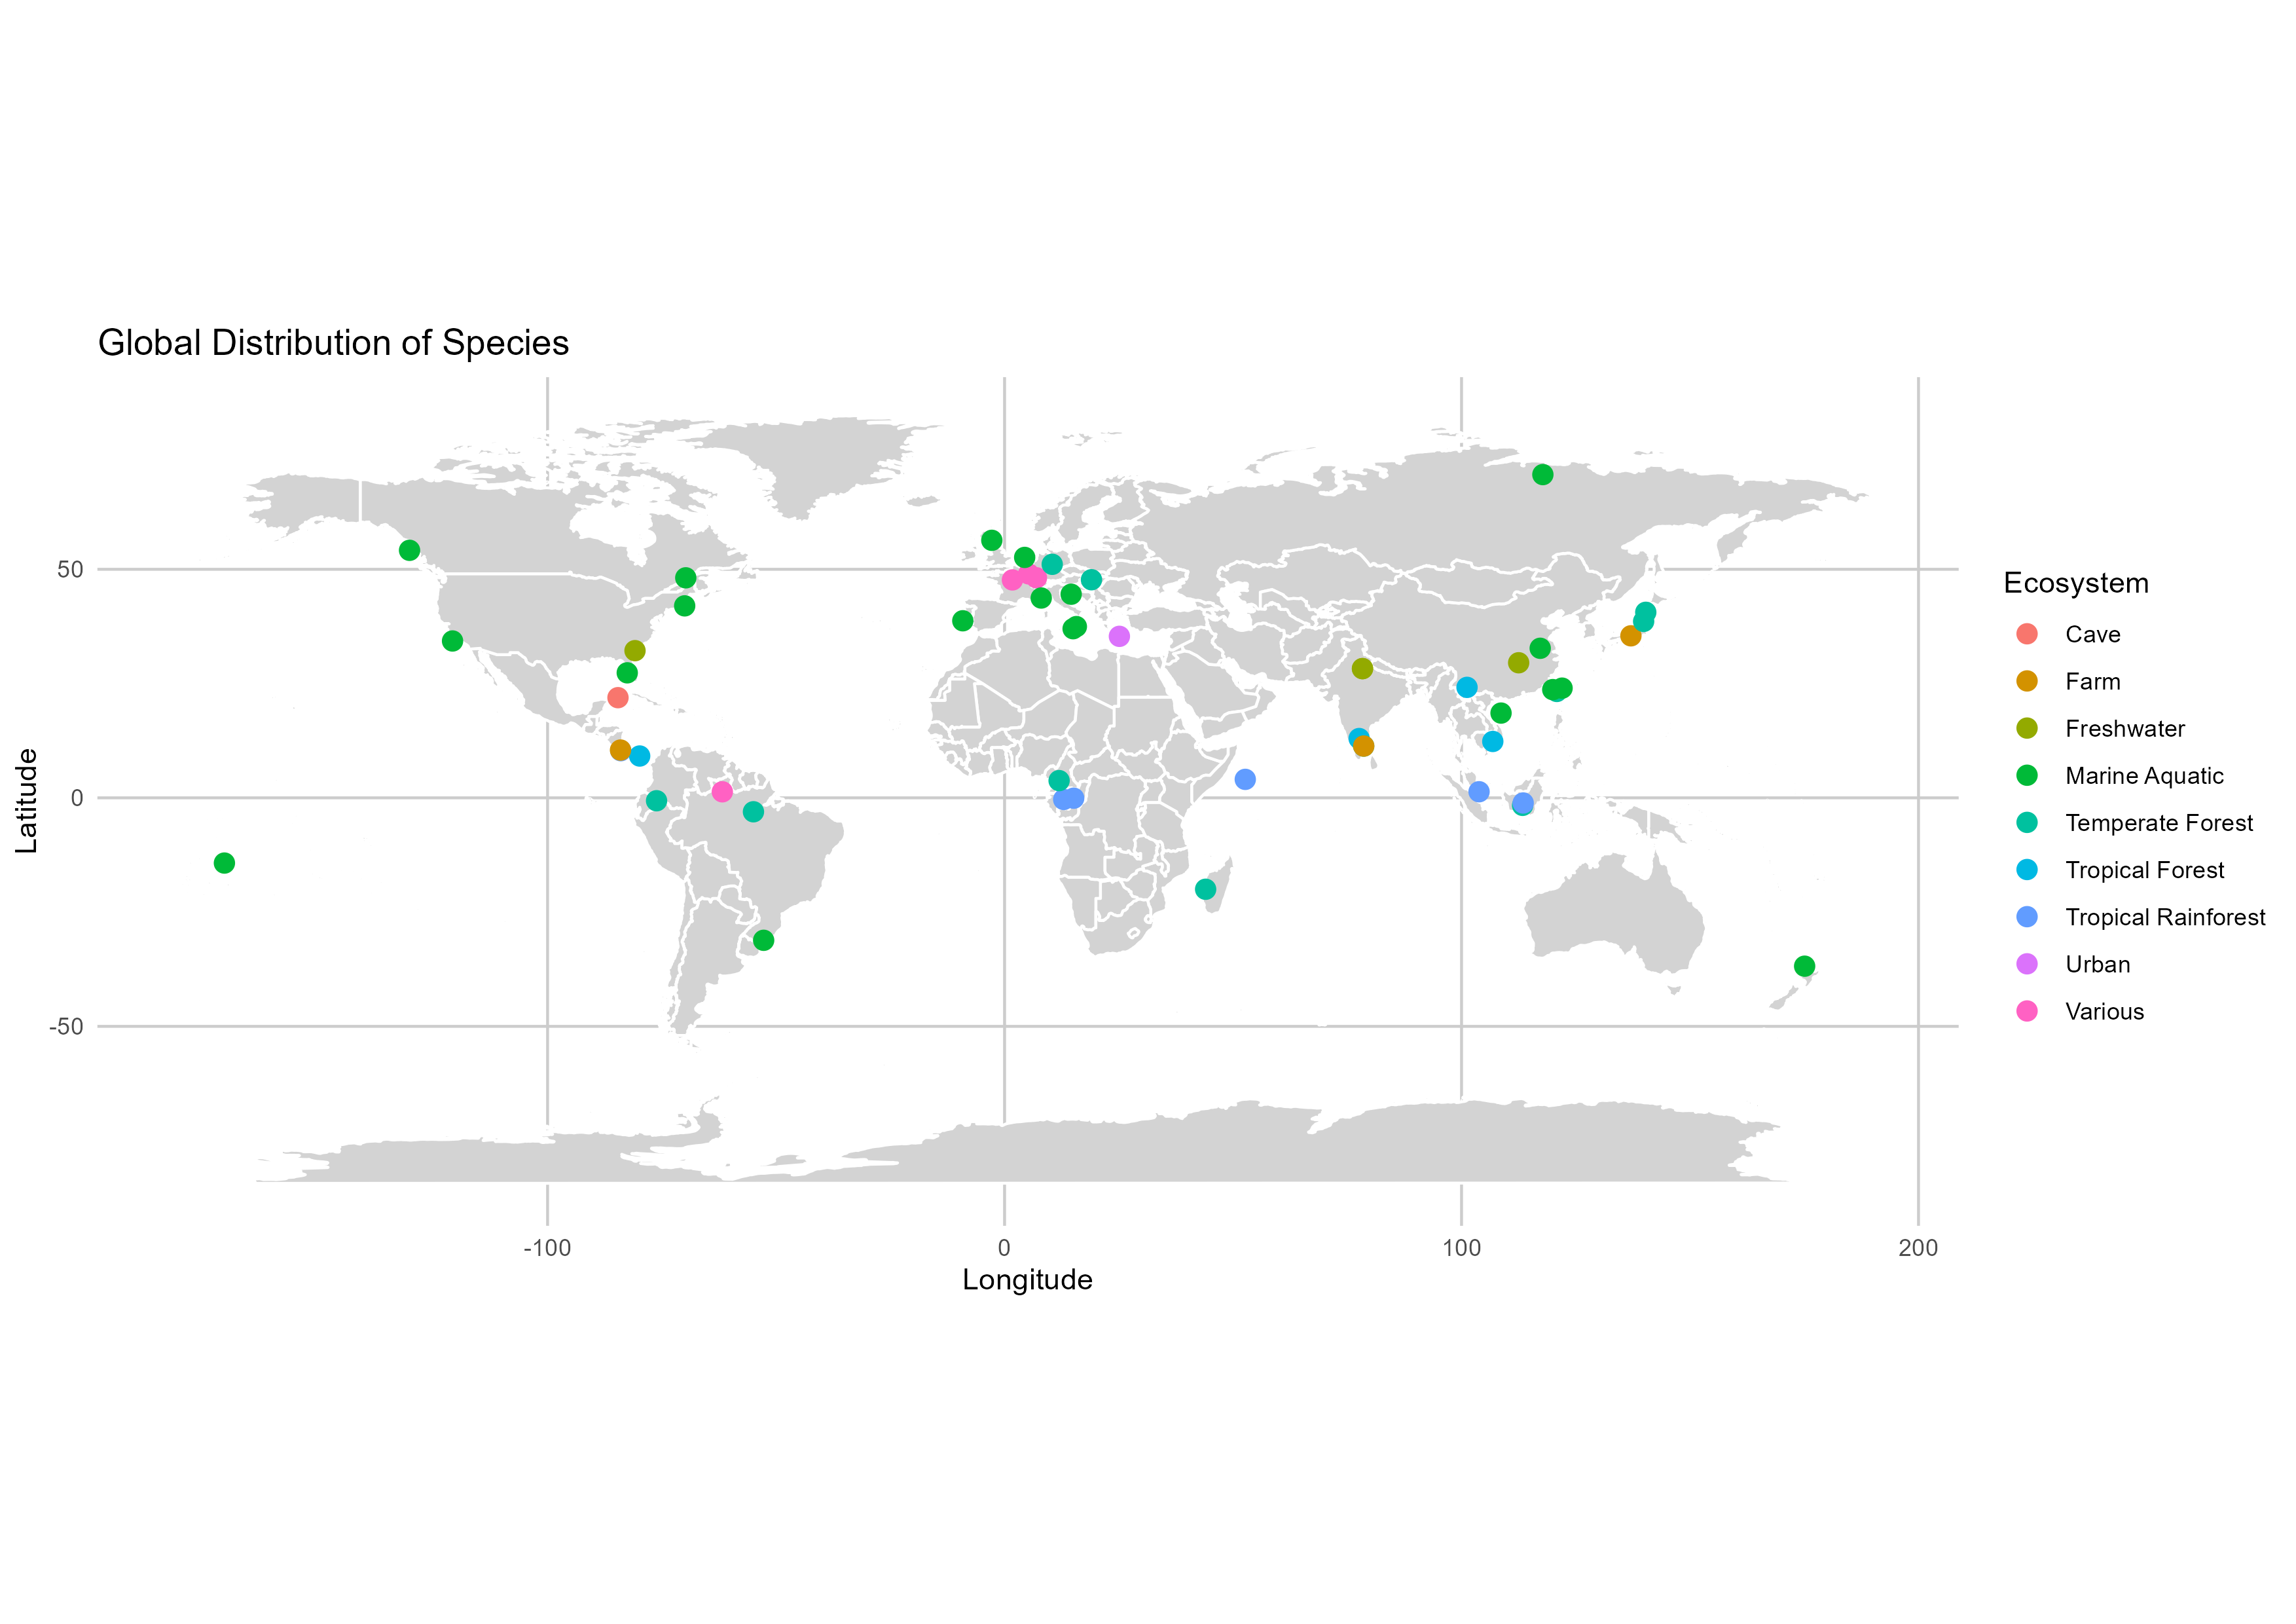 Global Distribution of Species
50
0
-50
Latitude
-100
0
100
200
Longitude
Ecosystem
Cave
Farm
Freshwater
Marine Aquatic
Temperate Forest
Tropical Forest
Tropical Rainforest
Urban
Various